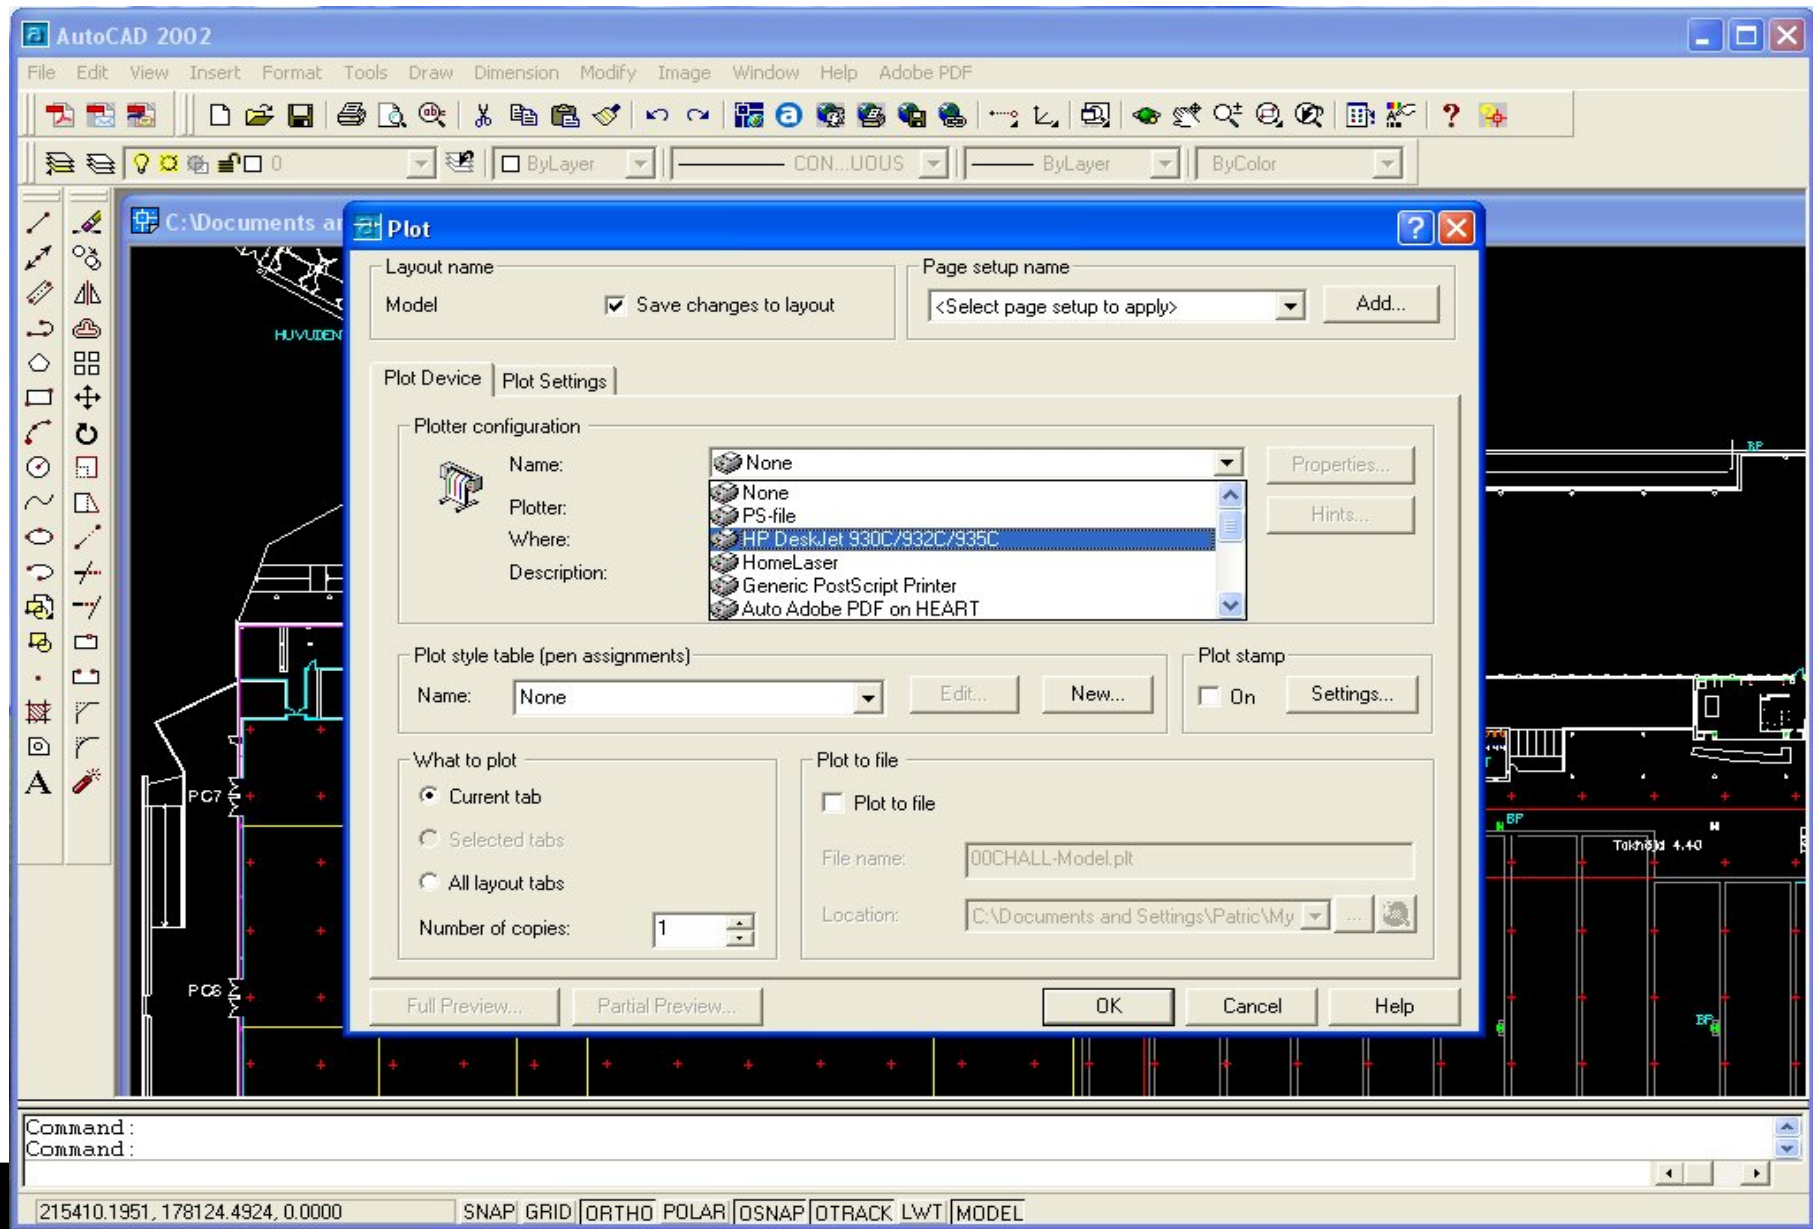 AutoCAD 2002
File Edit View Insert Format Tools Draw Dimension Modify Image Window Help Adobe PDF
0 ByLayer CON...UOUS ByLayer ByColor
C:\Documents
Plot
Layout name
Model Save changes to layout
Page setup name
<Select page setup to apply> Add...
HUVUDEN
Plot Device Plot Settings
Plotter configuration
Name: None Properties...
None
Plotter: Hints...
PS-file
Where: HP DeskJet 930C/932C/935C
HomeLaser
Description:
Generic PostScript Printer
Auto Adobe PDF on HEART
BP
Plot style table (pen assignments)
Name: None Edit... New...
Plot stamp
On Settings...
What to plot
Current tab
Selected tabs
All layout tabs
Number of copies: 1
Plot to file
Plot to file
File name: 00CHALL-Model.plt
Location: C:\Documents and Settings\Patric\My ...
PG7
BP
4.40
PG6
BP
Full Preview... Partial Preview... OK Cancel Help
Command:
Command:
215410.1951, 178124.4924, 0.0000 SNAP GRID ORTHO POLAR OSNAP OTRACK LWT MODEL